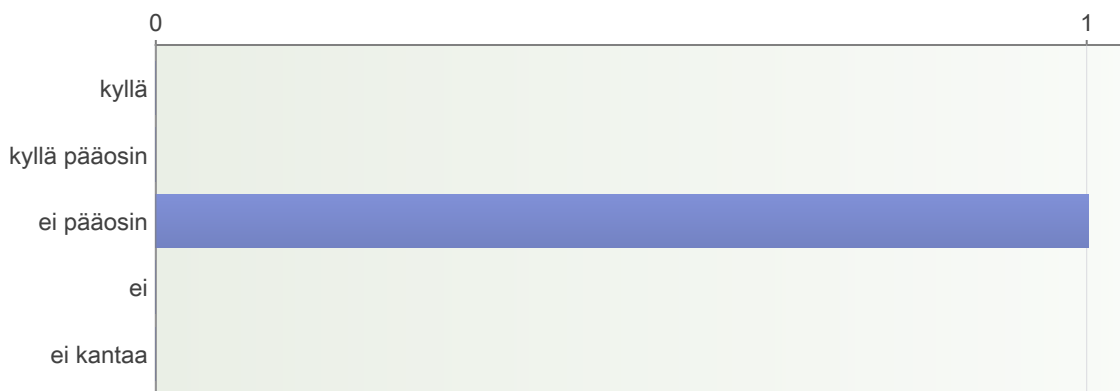 0 1
kyllä
kyllä pääosin
ei pääosin
ei
ei kantaa